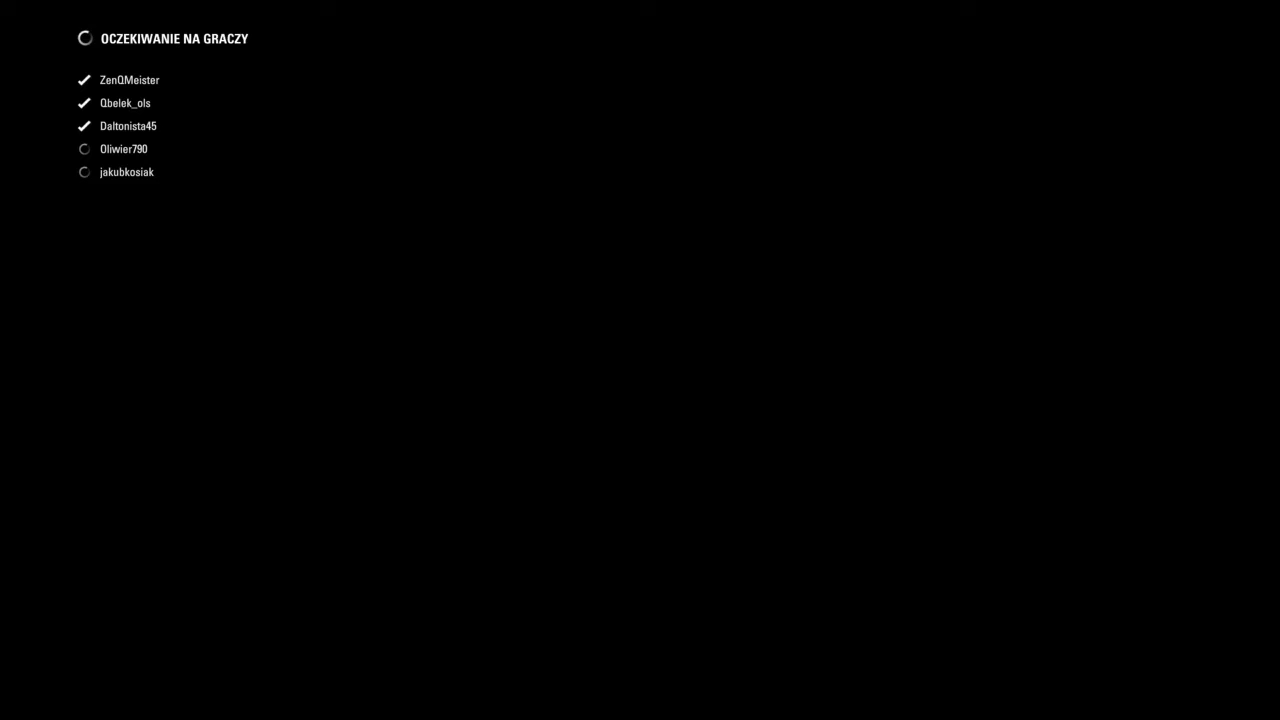 OCZEKIWANIE NA GRACZY
ZenQMeister
Qbelek_ols
Daltonista45
Oliwier790
jakubkosiak